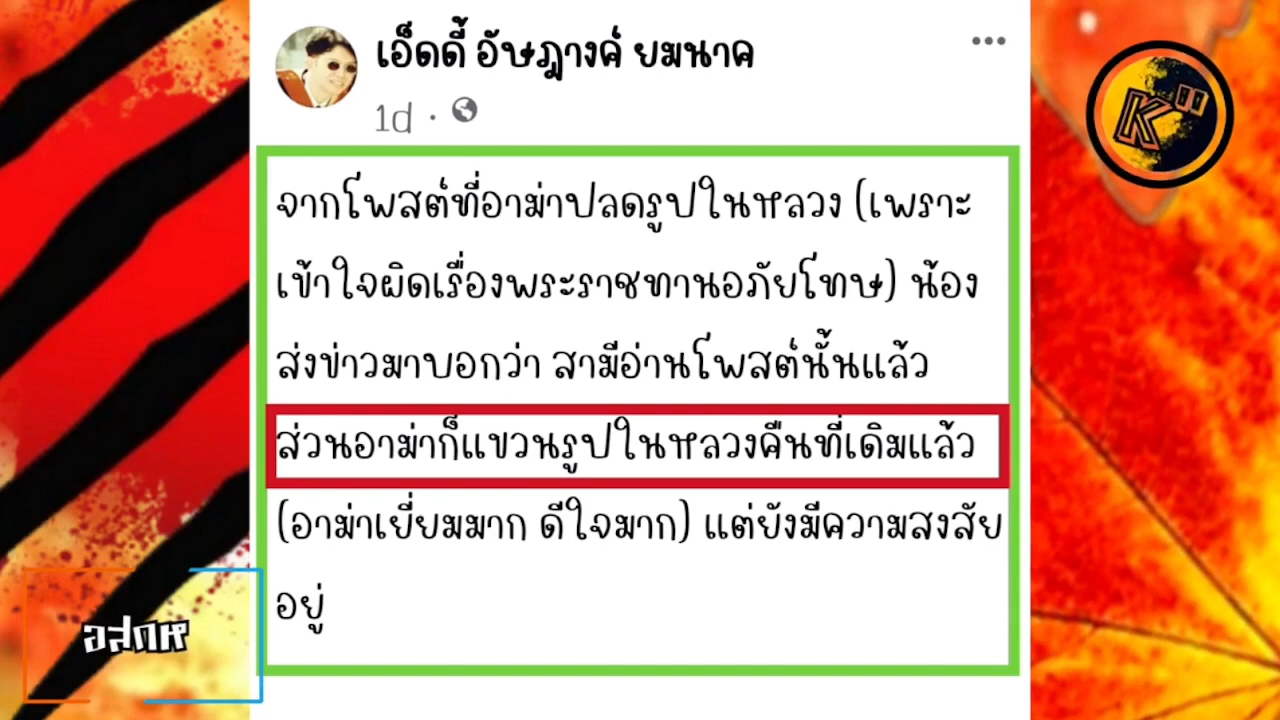 เอ็ดดี้ อัษฎางค์ ยมนาค
1d ·
K"
จากโพสต์ที่อาม่าปลดรูปในหลวง (เพราะ
เข้าใจผิดเรื่องพระราชทานอภัยโทษ) น้อง
ส่งข่าวมาบอกว่า สามีอ่านโพสต์นั้นแล้ว
ส่วนอาม่าก็แขวนรูปในหลวงคืนที่เดิมแล้ว
(อาม่าเยี่ยมมาก ดีใจมาก) แต่ยังมีความสงสัย
อยู่
อสกห